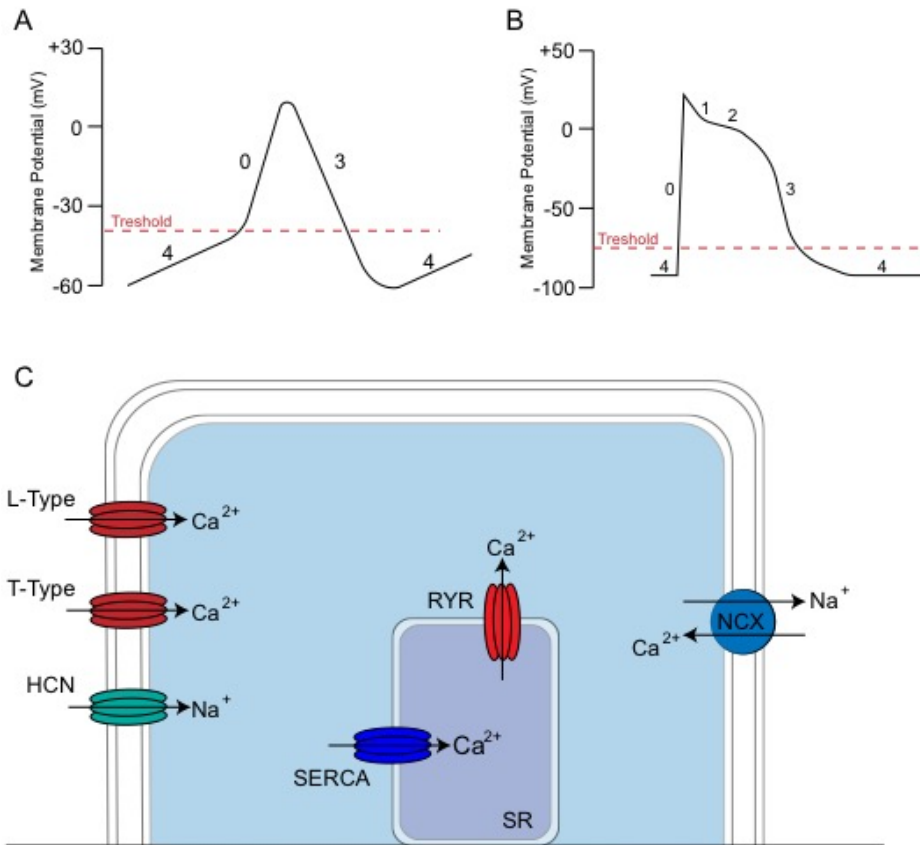 A
+30
0
-30
-60
Membrane Potential (mV)
Treshold
4
0
3
4
B
+50
0
-50
-100
Membrane Potential (mV)
Treshold
4
0
1
2
3
4
C
L-Type
Ca2+
T-Type
Ca2+
HCN
Na+
RYR
Ca2+
SERCA
Ca2+
SR
NCX
Na+
Ca2+